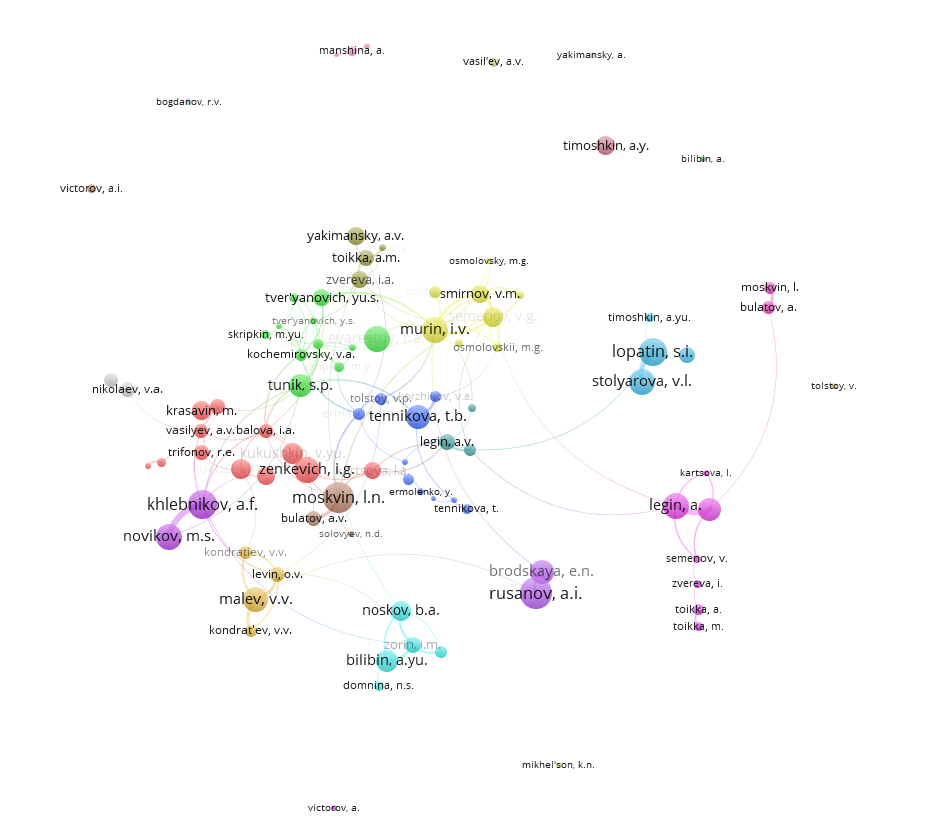 manshina, a.
vasil'ev, a.v.
yakimansky, a.
bogdanov, r.v.
timoshkin, a.y.
bilibin, a.
victorov, a.i.
yakimansky, a.v.
toikka, a.m.
osmolovsky, m.g.
zvereva, i.a.
moskvin, l.
smirnov, v.m.
tver'yanovich, yu.s.
bulatov, a.
semenov, v.g.
timoshkin, a.yu.
tver'yanovich, y.s.
murin, i.v.
skripkin, m.yu.
osmolovskii, m.g.
lopatin, s.i.
kochemirovsky, v.a.
stolyarova, v.l.
tunik, s.p.
tolstoy, v.
nikolaev, v.a.
tolstoy, v.p.
krasavin, m.
tennikova, t.b.
vasilyev, a.v.
balova, i.a.
legin, a.v.
trifonov, r.e.
kukushkin, v.yu.
zenkevich, i.g.
kartsova, l.
ermolenko, y.
moskvin, l.n.
khlebnikov, a.f.
legin, a.
tennikova, t.
bulatov, a.v.
solovyev, n.d.
novikov, m.s.
kondratiev, v.v.
semenov, v.
levin, o.v.
brodskaya, e.n.
zvereva, i.
rusanov, a.i.
malev, v.v.
noskov, b.a.
toikka, a.
toikka, m.
kondrat'ev, v.v.
zorin, i.m.
bilibin, a.yu.
domnina, n.s.
mikhel'son, k.n.
victorov, a.